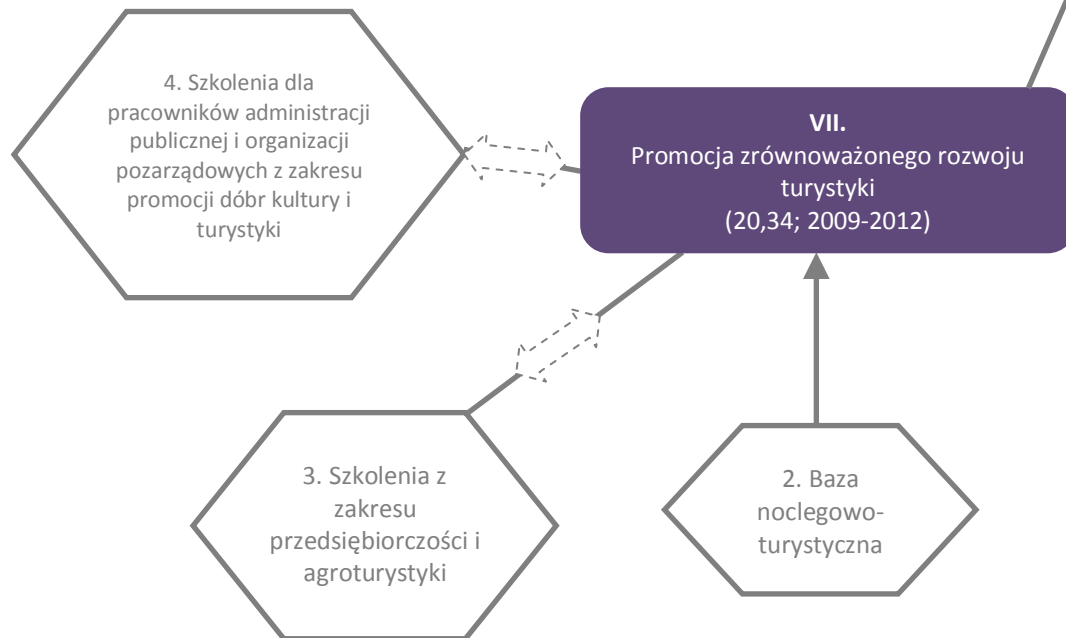 4. Szkolenia dla
pracowników administracji
publicznej i organizacji
pozarządowych z zakresu
promocji dóbr kultury i
turystyki
VII.
Promocja zrównoważonego rozwoju
turystyki
(20,34; 2009-2012)
3. Szkolenia z
zakresu
przedsiębiorczości i
agroturystyki
2. Baza
noclegowo-
turystyczna